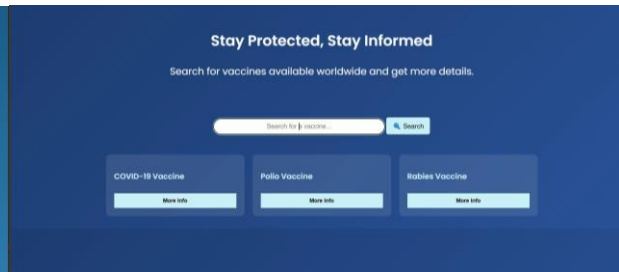 Stay Protected, Stay Informed
Search for vaccines available worldwide and get more details.
Search for a vaccine...
Search
COVID-19 Vaccine
Polio Vaccine
Rabies Vaccine
More Info
More Info
More Info